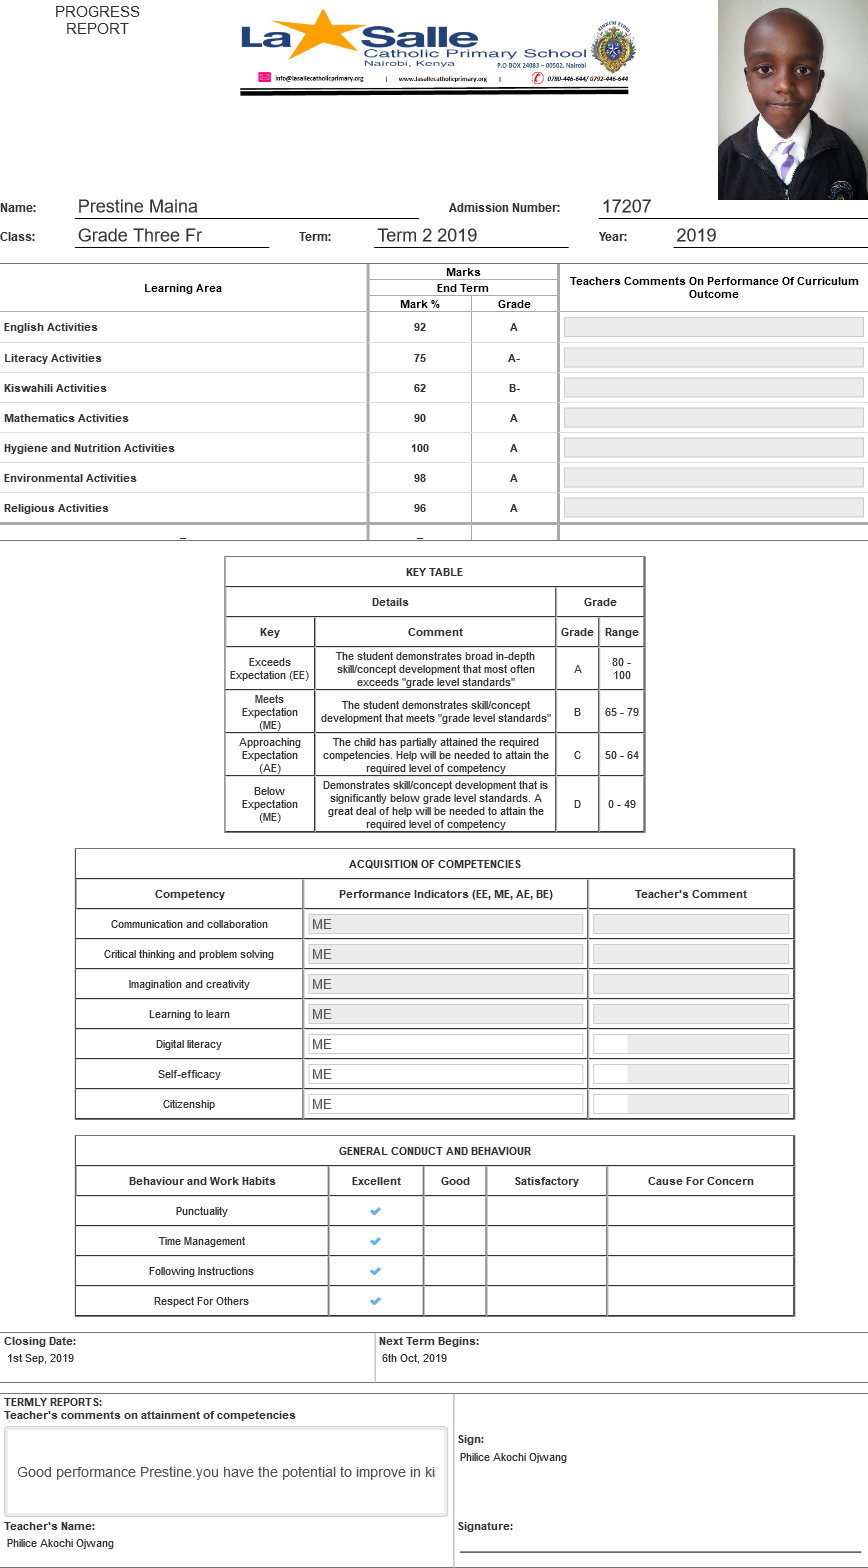 PROGRESS
REPORT
La Salle
Catholic Primary School
Nairobi, Kenya
P.O BOX 24083 – 00502, Nairobi
info@lasallecatholicprimary.org | www.lasallecatholicprimary.org | 0780-446-644/ 0792-446-644
Name: Prestine Maina Admission Number: 17207
Class: Grade Three Fr Term: Term 2 2019 Year: 2019
Learning Area Marks Teachers Comments On Performance Of Curriculum Outcome
End Term
Mark % Grade
English Activities 92 A
Literacy Activities 75 A-
Kiswahili Activities 62 B-
Mathematics Activities 90 A
Hygiene and Nutrition Activities 100 A
Environmental Activities 98 A
Religious Activities 96 A
_ _
KEY TABLE
Details Grade
Key Comment Grade Range
Exceeds Expectation (EE) The student demonstrates broad in-depth skill/concept development that most often exceeds "grade level standards" A 80 - 100
Meets Expectation (ME) The student demonstrates skill/concept development that meets "grade level standards" B 65 - 79
Approaching Expectation (AE) The child has partially attained the required competencies. Help will be needed to attain the required level of competency C 50 - 64
Below Expectation (ME) Demonstrates skill/concept development that is significantly below grade level standards. A great deal of help will be needed to attain the required level of competency D 0 - 49
ACQUISITION OF COMPETENCIES
Competency Performance Indicators (EE, ME, AE, BE) Teacher's Comment
Communication and collaboration ME
Critical thinking and problem solving ME
Imagination and creativity ME
Learning to learn ME
Digital literacy ME
Self-efficacy ME
Citizenship ME
GENERAL CONDUCT AND BEHAVIOUR
Behaviour and Work Habits Excellent Good Satisfactory Cause For Concern
Punctuality ✓
Time Management ✓
Following Instructions ✓
Respect For Others ✓
Closing Date: Next Term Begins:
1st Sep, 2019 6th Oct, 2019
TERMLY REPORTS:
Teacher's comments on attainment of competencies
Good performance Prestine.you have the potential to improve in ki
Sign:
Philice Akochi Ojwang
Teacher's Name: Signature:
Philice Akochi Ojwang